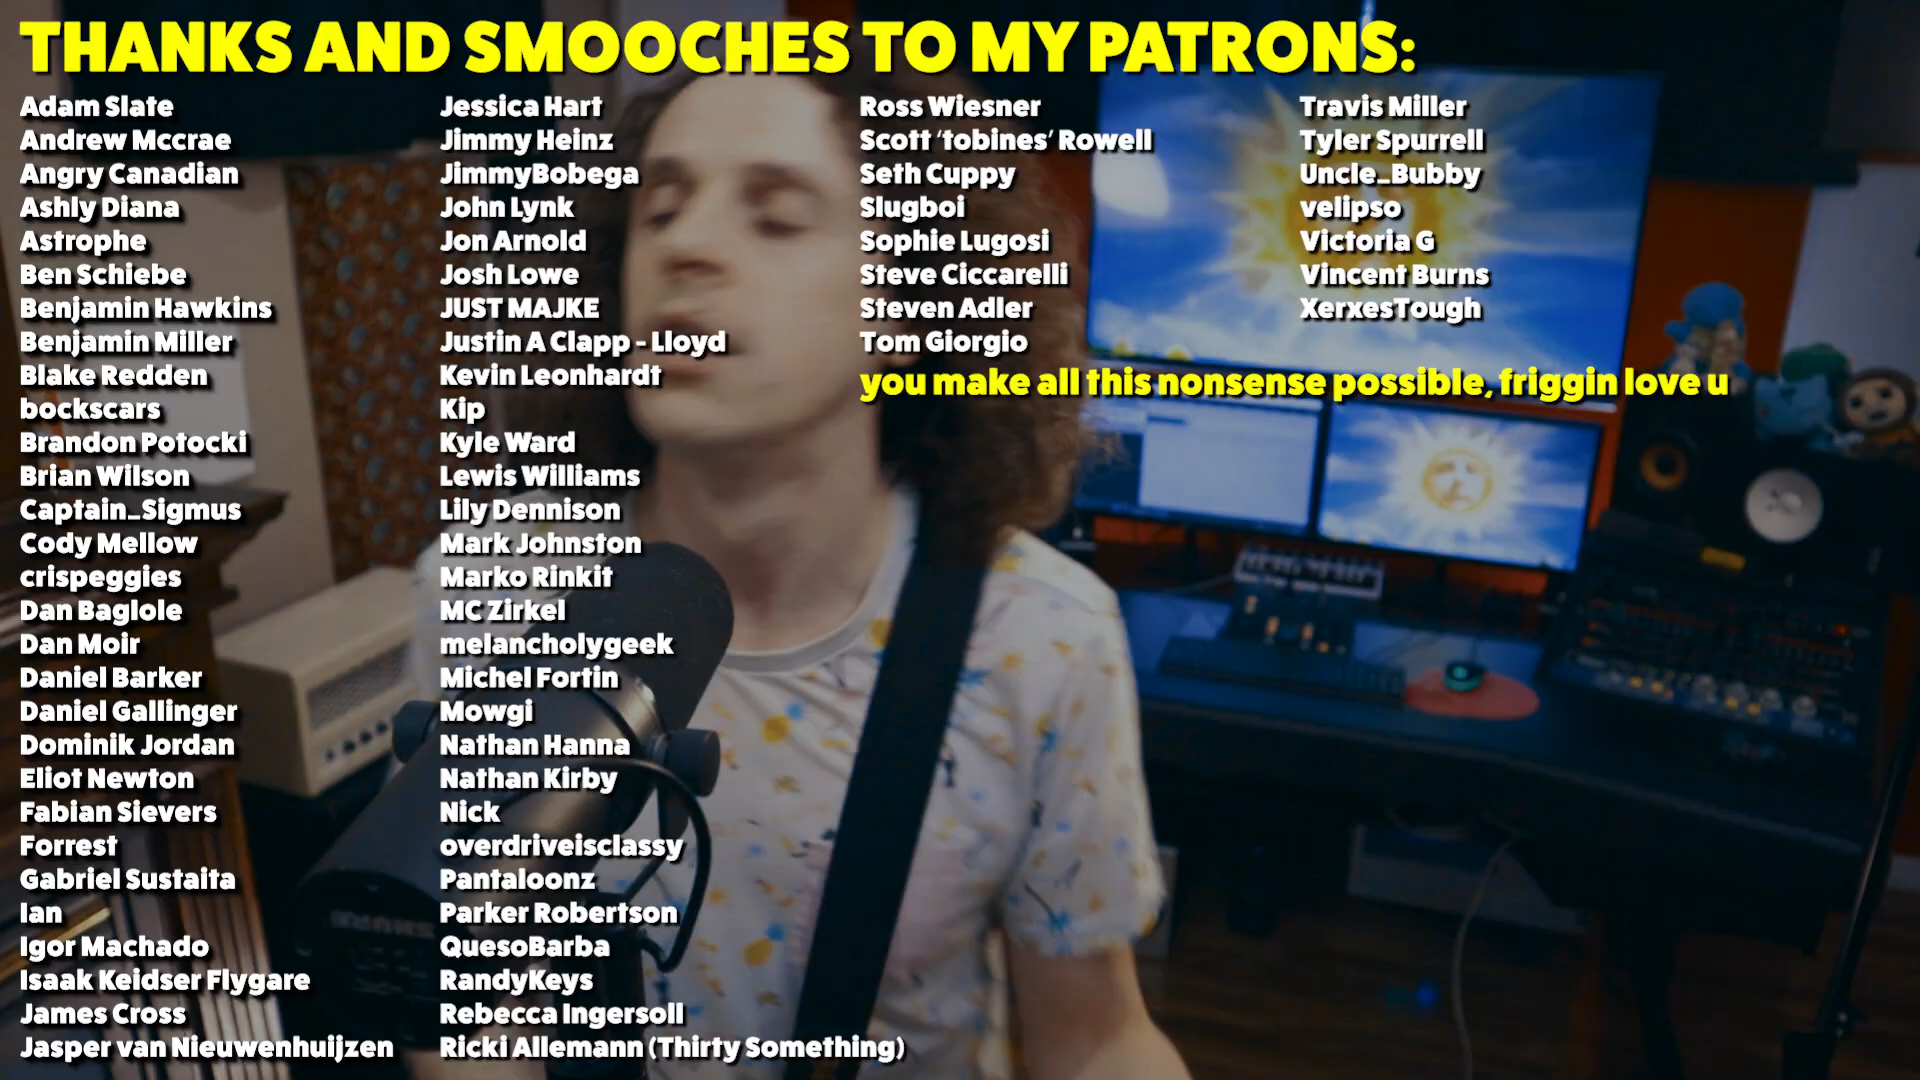 THANKS AND SMOOCHES TO MY PATRONS:
Adam Slate
Andrew Mccrae
Angry Canadian
Ashly Diana
Astrophe
Ben Schiebe
Benjamin Hawkins
Benjamin Miller
Blake Redden
bockscars
Brandon Potocki
Brian Wilson
Captain_Sigmus
Cody Mellow
crispeggies
Dan Baglole
Dan Moir
Daniel Barker
Daniel Gallinger
Dominik Jordan
Eliot Newton
Fabian Sievers
Forrest
Gabriel Sustaita
Ian
Igor Machado
Isaak Keidser Flygare
James Cross
Jasper van Nieuwenhuijzen
Jessica Hart
Jimmy Heinz
JimmyBobega
John Lynk
Jon Arnold
Josh Lowe
JUST MAJKE
Justin A Clapp - Lloyd
Kevin Leonhardt
Kip
Kyle Ward
Lewis Williams
Lily Dennison
Mark Johnston
Marko Rinkit
MC Zirkel
melancholygeek
Michel Fortin
Mowgi
Nathan Hanna
Nathan Kirby
Nick
overdriveisclassy
Pantaloonz
Parker Robertson
QuesoBarba
RandyKeys
Rebecca Ingersoll
Ricki Allemann (Thirty Something)
Ross Wiesner
Scott ‘tobines’ Rowell
Seth Cuppy
Slugboi
Sophie Lugosi
Steve Ciccarelli
Steven Adler
Tom Giorgio
Travis Miller
Tyler Spurrell
Uncle_Bubby
velipso
Victoria G
Vincent Burns
XerxesTough
you make all this nonsense possible, friggin love u